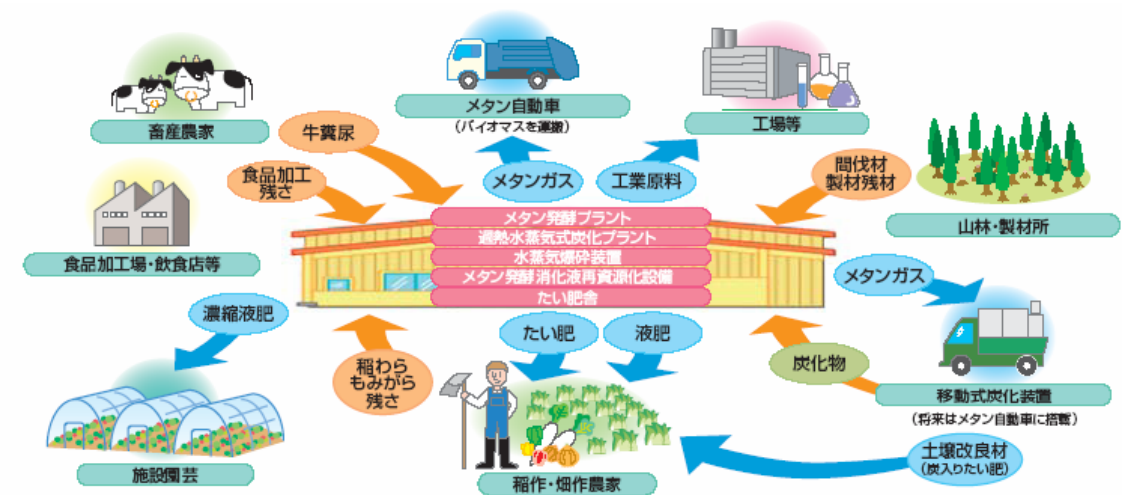 畜産農家
牛糞尿
メタン自動車
(バイオマスを運搬)
工場等
食品加工
残さ
メタンガス
工業原料
間伐材
製材残材
山林・製材所
食品加工場・飲食店等
メタン発酵プラント
過熱水蒸気式炭化プラント
水蒸気爆砕装置
メタン発酵消化液再資源化設備
たい肥舎
メタンガス
濃縮液肥
たい肥
液肥
稲わら
もみがら
残さ
炭化物
移動式炭化装置
(将来はメタン自動車に搭載)
施設園芸
稲作・畑作農家
土壌改良材
(炭入りたい肥)